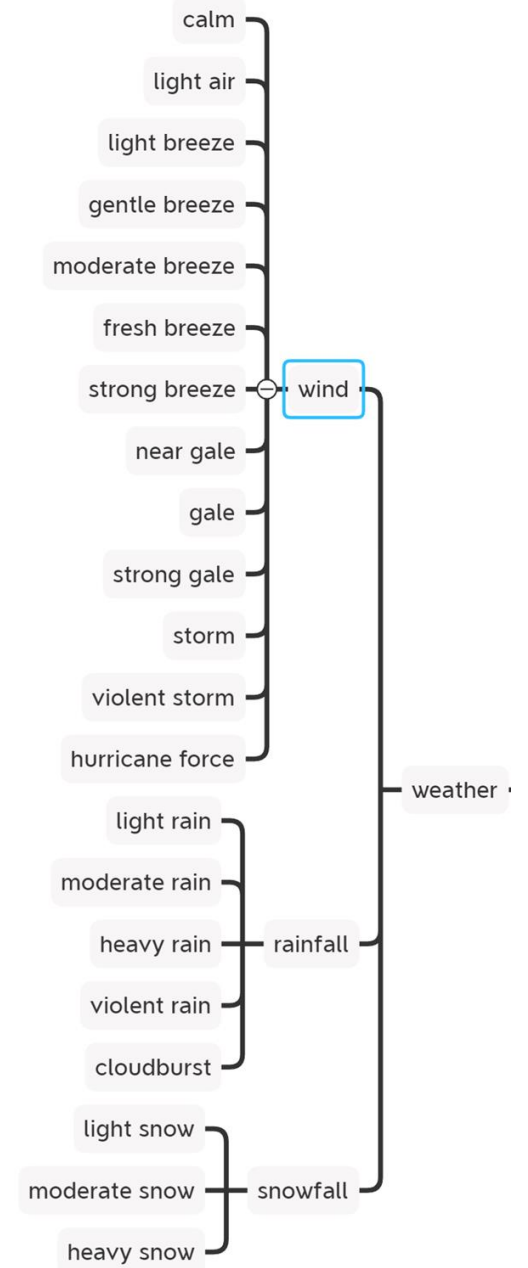 calm
light air
light breeze
gentle breeze
moderate breeze
fresh breeze
strong breeze
wind
near gale
gale
strong gale
storm
violent storm
hurricane force
weather
light rain
moderate rain
heavy rain
rainfall
violent rain
cloudburst
light snow
moderate snow
snowfall
heavy snow